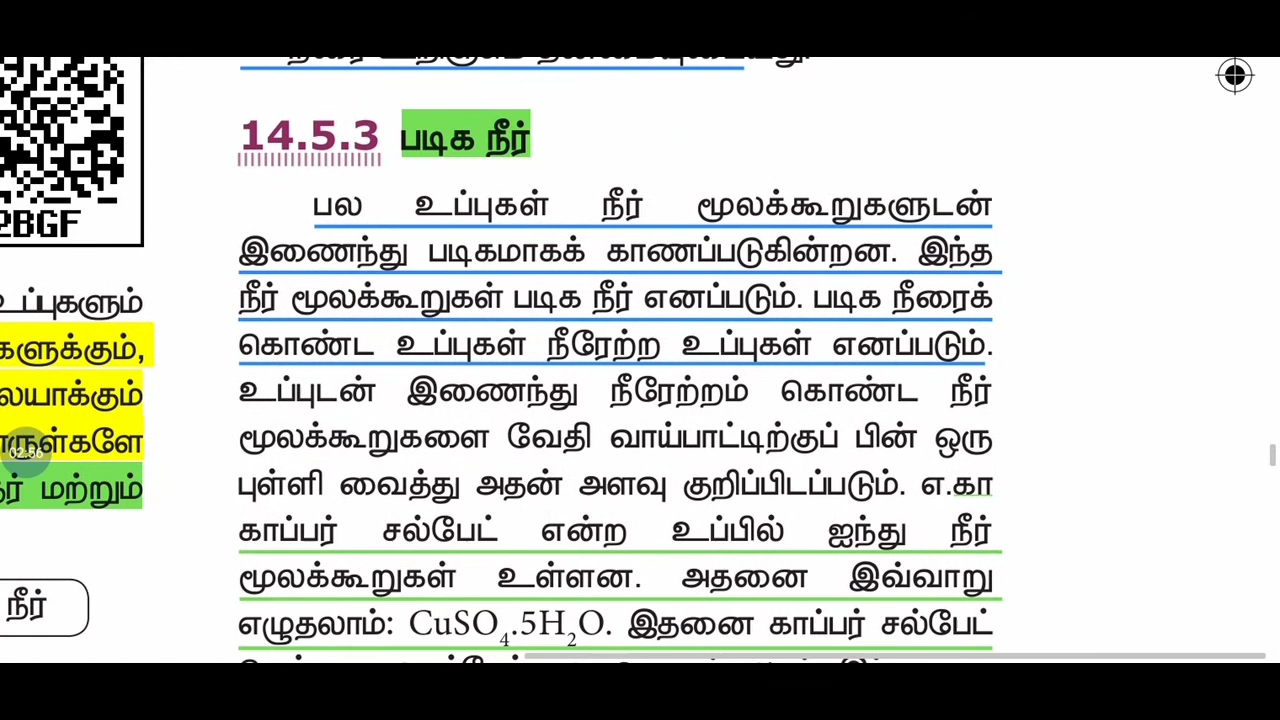 14.5.3 படிக நீர்
பல உப்புகள் நீர் மூலக்கூறுகளுடன்
இணைந்து படிகமாகக் காணப்படுகின்றன. இந்த
நீர் மூலக்கூறுகள் படிக நீர் எனப்படும். படிக நீரைக்
கொண்ட உப்புகள் நீரேற்ற உப்புகள் எனப்படும்.
உப்புடன் இணைந்து நீரேற்றம் கொண்ட நீர்
மூலக்கூறுகளை வேதி வாய்பாட்டிற்குப் பின் ஒரு
புள்ளி வைத்து அதன் அளவு குறிப்பிடப்படும். எ.கா
காப்பர் சல்பேட் என்ற உப்பில் ஐந்து நீர்
மூலக்கூறுகள் உள்ளன. அதனை இவ்வாறு
எழுதலாம்: CuSO₄.5H₂O. இதனை காப்பர் சல்பேட்
2BGF
உப்புகளும்
களுக்கும்,
லயாக்கும்
ருள்களே
02:56
மற்றும்
நீர்